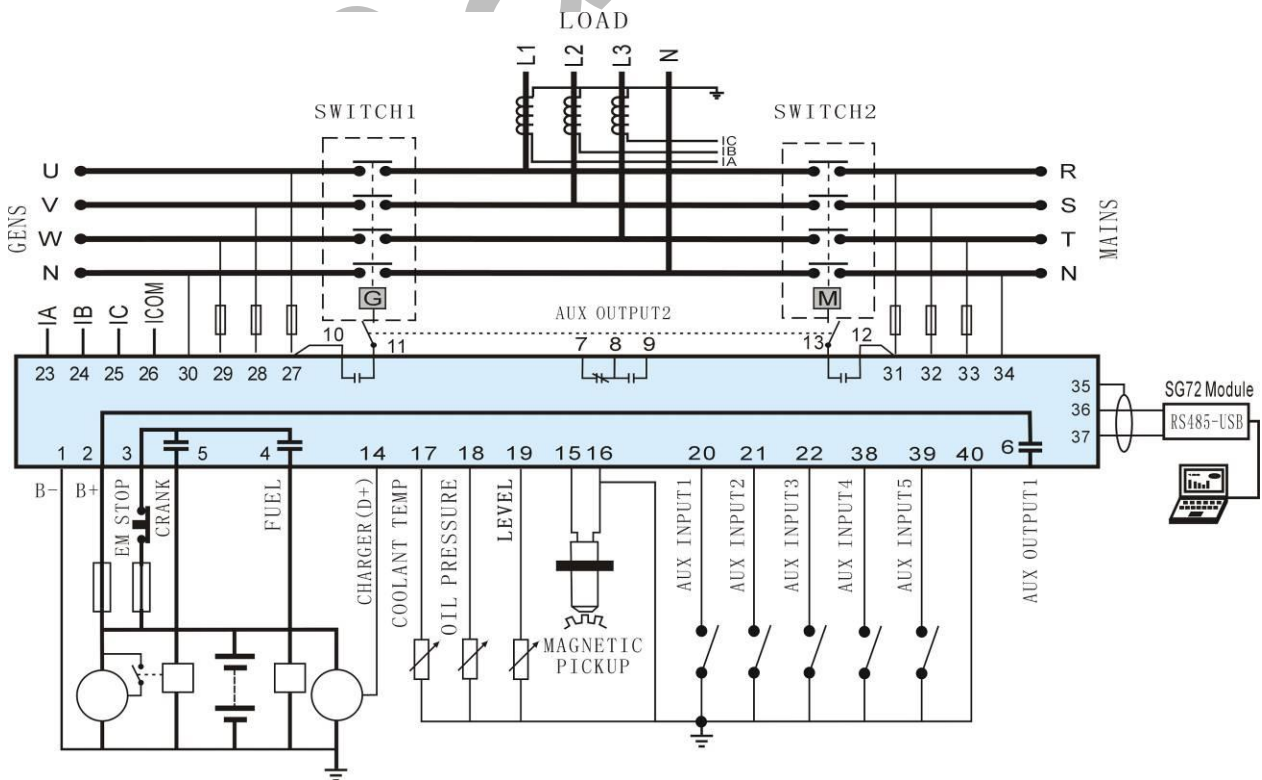 LOAD
L1
L2
L3
N
SWITCH1
SWITCH2
IC
IB
IA
U
R
V
S
GENS
MAINS
W
T
N
N
G
M
AUX OUTPUT2
IA
IB
IC
ICOM
10
11
7
8
9
13
12
23 24 25 26 30 29 28 27 31 32 33 34
35
36
37
SG72 Module
RS485-USB
1 2 3 5 4 14 17 18 19 15 16 20 21 22 38 39 40 6
B-
B+
EM STOP
CRANK
FUEL
CHARGER(D+)
COOLANT TEMP
OIL PRESSURE
LEVEL
MAGNETIC
PICKUP
AUX INPUT1
AUX INPUT2
AUX INPUT3
AUX INPUT4
AUX INPUT5
AUX OUTPUT1